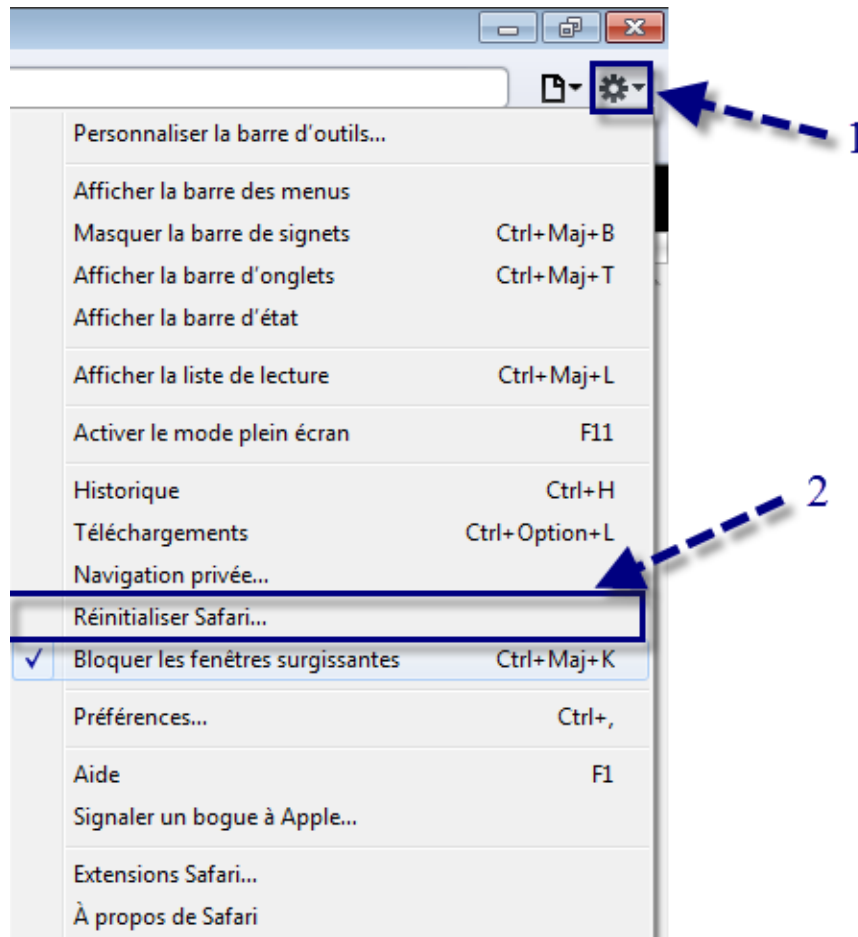 1
Personnaliser la barre d'outils...
Afficher la barre des menus
Masquer la barre de signets Ctrl+Maj+B
Afficher la barre d'onglets Ctrl+Maj+T
Afficher la barre d'état
Afficher la liste de lecture Ctrl+Maj+L
Activer le mode plein écran F11
Historique Ctrl+H
2
Téléchargements Ctrl+Option+L
Navigation privée...
Réinitialiser Safari...
Bloquer les fenêtres surgissantes Ctrl+Maj+K
Préférences... Ctrl+,
Aide F1
Signaler un bogue à Apple...
Extensions Safari...
À propos de Safari